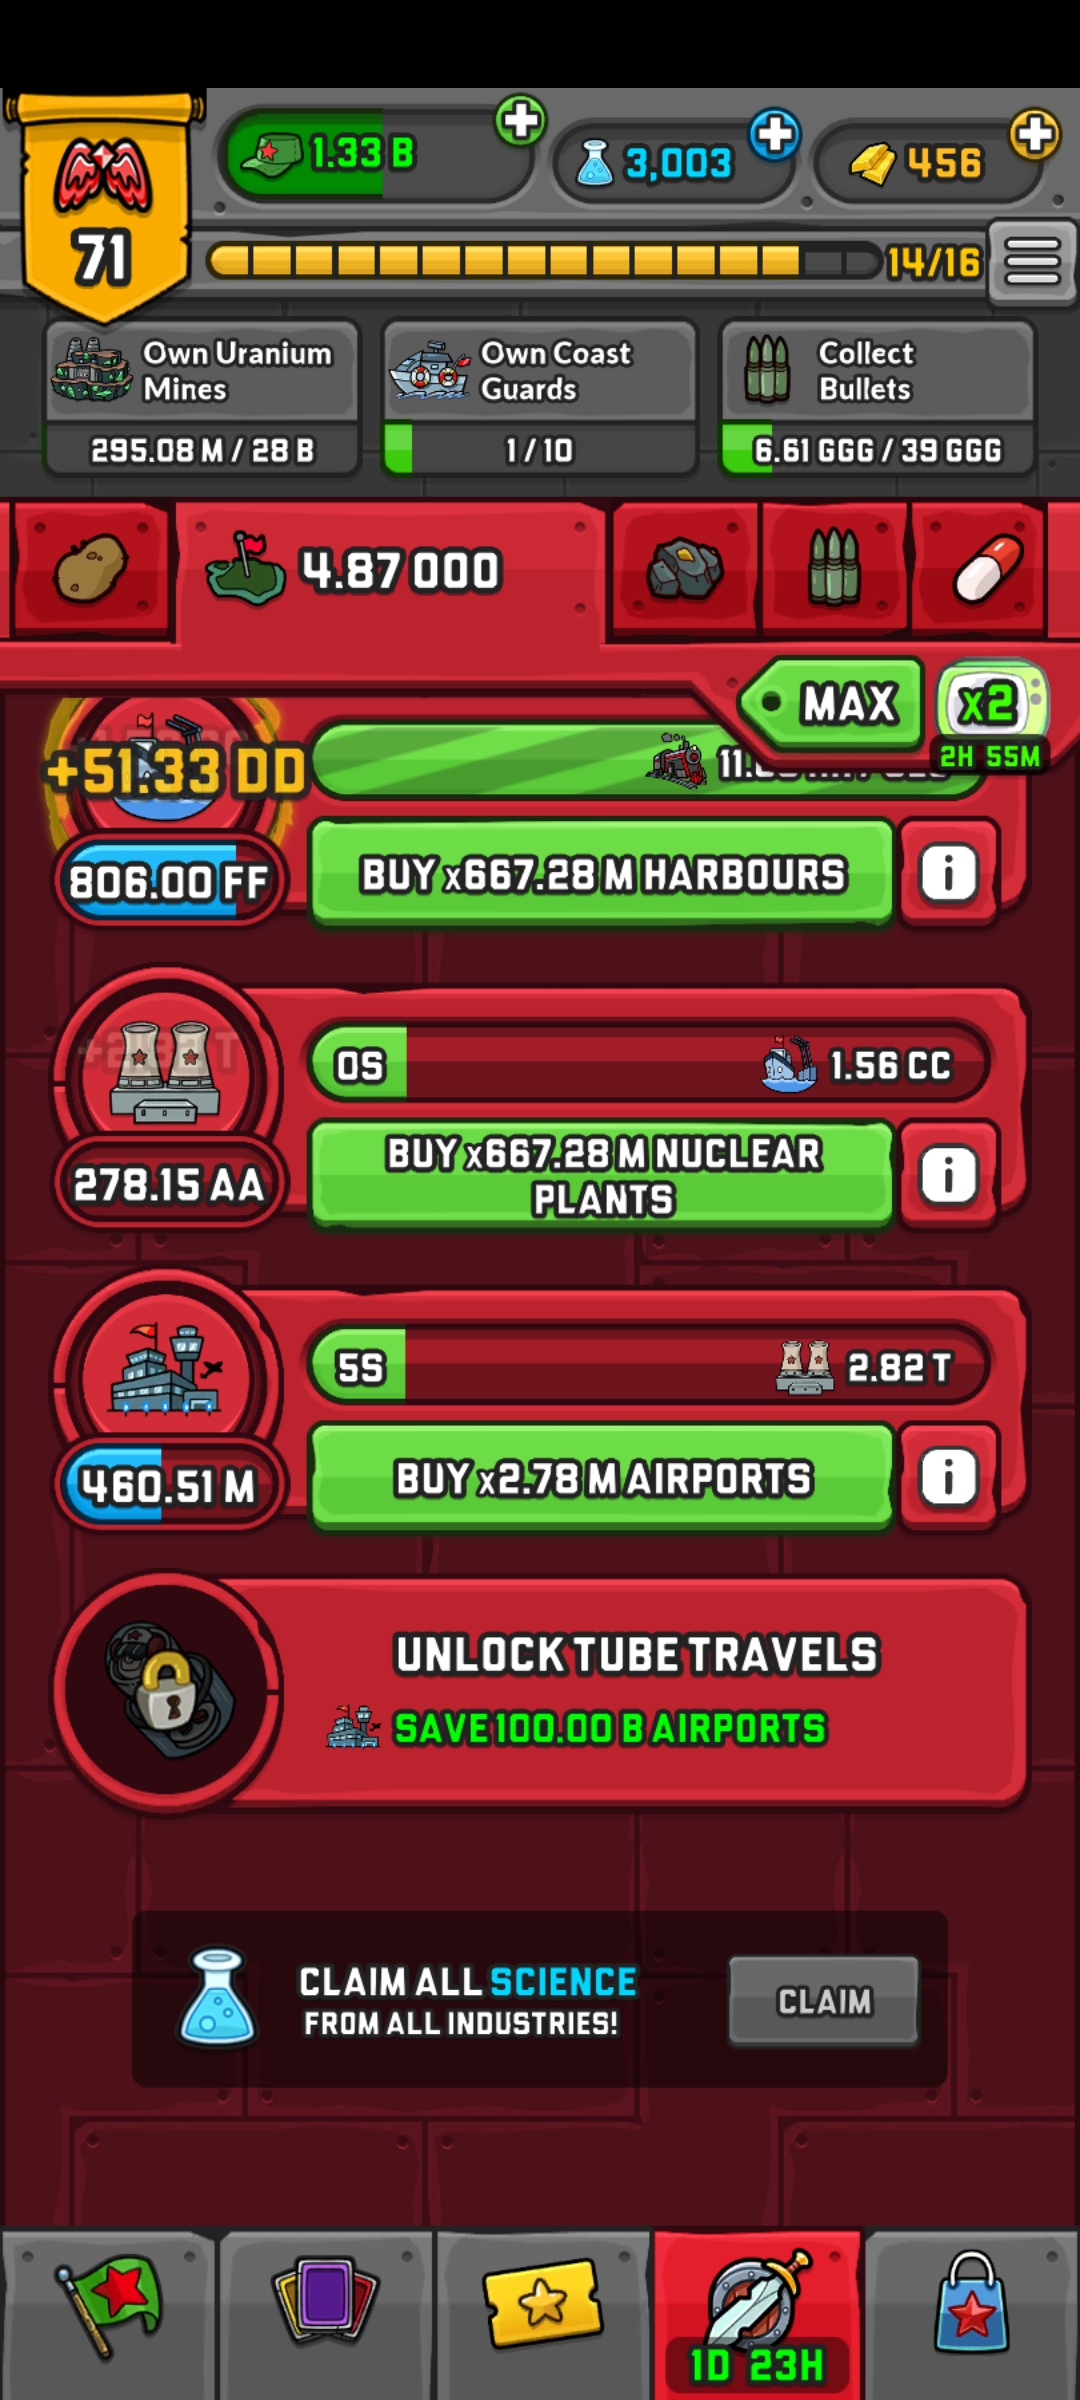 1.33 B
3,003
456
71
14/16
Own Uranium
Mines
295.08 M / 28 B
Own Coast
Guards
1 / 10
Collect
Bullets
6.61 GGG / 39 GGG
4.87 OOO
MAX
x2
2H 55M
+51.33 DD
806.00 FF
BUY x667.28 M HARBOURS
i
0S
1.56 CC
278.15 AA
BUY x667.28 M NUCLEAR
PLANTS
i
5S
2.82 T
460.51 M
BUY x2.78 M AIRPORTS
i
UNLOCK TUBE TRAVELS
SAVE 100.00 B AIRPORTS
CLAIM ALL SCIENCE
FROM ALL INDUSTRIES!
CLAIM
1D 23H